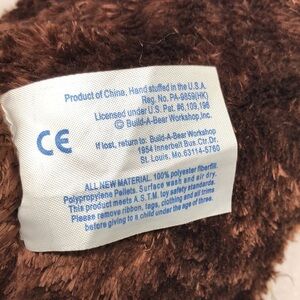 Product of China, Hand stuffed in the U.S.A.
Reg. No. PA-9859(HK)
Licensed under U.S. Pat. #6,109,196
© Build-A-Bear Workshop,Inc.
CE
If lost, return to: Build-A-Bear Workshop
1954 Innerbelt Bus. Ctr. Dr.
St. Louis, Mo. 63114-5760
ALL NEW MATERIAL. 100% polyester fiberfill.
Polypropylene Pellets. Surface wash and air dry.
This product meets A.S.T.M toy safety standards.
Please remove ribbon, tags, clothing and all trims
before giving to a child under the age of three.